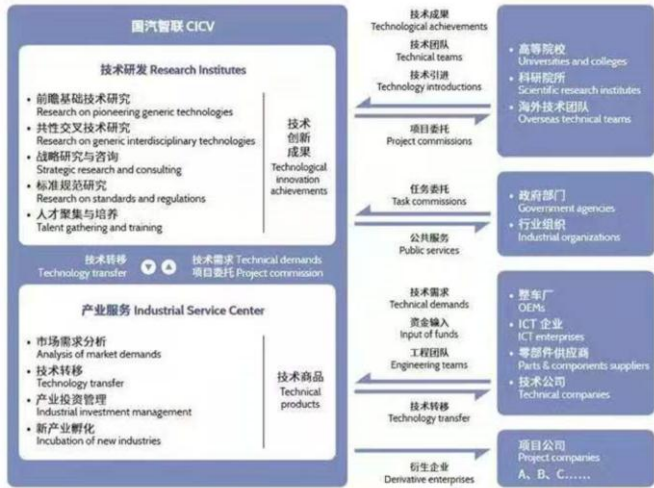 国汽智联 CICV
技术研发 Research Institutes
• 前瞻基础技术研究
Research on pioneering generic technologies
• 共性交叉技术研究
Research on generic interdisciplinary technologies
• 战略研究与咨询
Strategic research and consulting
• 标准规范研究
Research on standards and regulations
• 人才聚集与培养
Talent gathering and training
技术
创新
成果
Technological
innovation
achievements
技术转移
Technology transfer
技术需求 Technical demands
项目委托 Project commission
产业服务 Industrial Service Center
• 市场需求分析
Analysis of market demands
• 技术转移
Technology transfer
• 产业投资管理
Industrial investment management
• 新产业孵化
Incubation of new industries
技术商品
Technical
products
技术成果
Technological achievements
技术团队
Technical teams
技术引进
Technology introductions
项目委托
Project commissions
任务委托
Task commissions
公共服务
Public services
技术需求
Technical demands
资金输入
Input of funds
工程团队
Engineering teams
技术转移
Technology transfer
衍生企业
Derivative enterprises
• 高等院校
Universities and colleges
• 科研院所
Scientific research institutes
• 海外技术团队
Overseas technical teams
• 政府部门
Government agencies
• 行业组织
Industrial organizations
• 整车厂
OEMs
• ICT 企业
ICT enterprises
• 零部件供应商
Parts & components suppliers
• 技术公司
Technical companies
项目公司
Project companies
A、B、C……